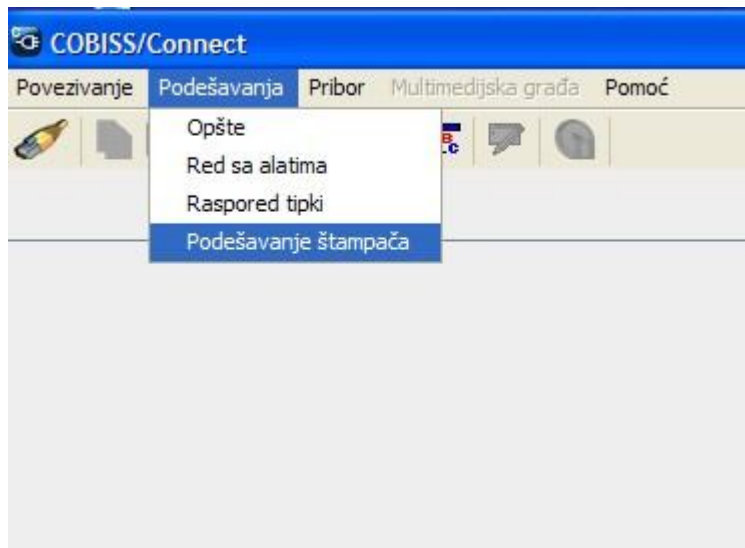 COBISS/Connect
Povezivanje Podešavanja Pribor Multimedijska građa Pomoć
Opšte
Red sa alatima
Raspored tipki
Podešavanje štampača